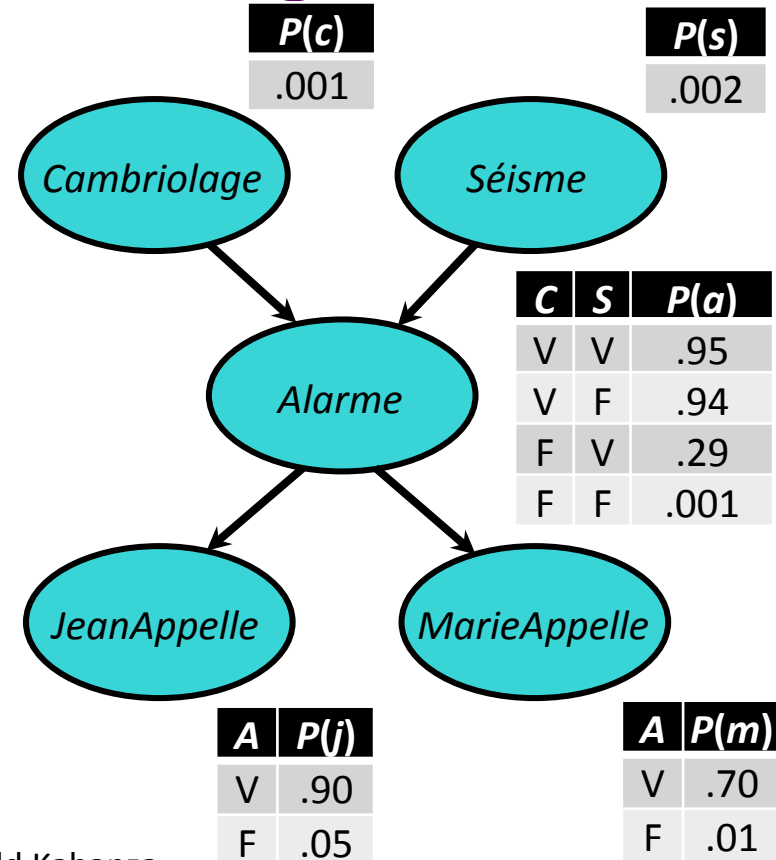 P(c)
.001
P(s)
.002
Cambriolage
Séisme
C S P(a)
V V .95
V F .94
F V .29
F F .001
Alarme
JeanAppelle
MarieAppelle
A P(j)
V .90
F .05
A P(m)
V .70
F .01